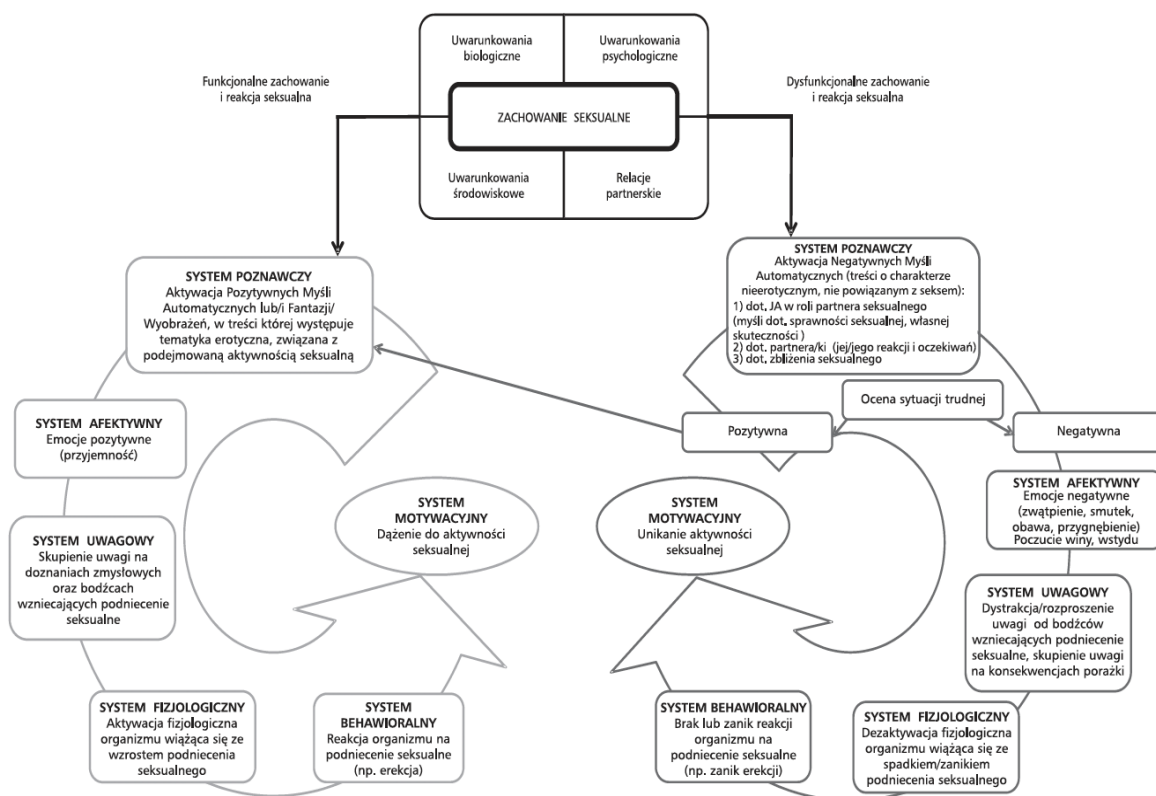 Uwarunkowania
biologiczne
Uwarunkowania
psychologiczne
Funkcjonalne zachowanie
i reakcja seksualna
Dysfunkcjonalne zachowanie
i reakcja seksualna
ZACHOWANIE SEKSUALNE
Uwarunkowania
środowiskowe
Relacje
partnerskie
SYSTEM POZNAWCZY
Aktywacja Pozytywnych Myśli
Automatycznych lub/i Fantazji/
Wyobrażeń, w treści której występuje
tematyka erotyczna, związana z
podejmowaną aktywnością seksualną
SYSTEM AFEKTYWNY
Emocje pozytywne
(przyjemność)
SYSTEM UWAGOWY
Skupienie uwagi na
doznaniach zmysłowych
oraz bodźcach
wzniecających podniecenie
seksualne
SYSTEM FIZJOLOGICZNY
Aktywacja fizjologiczna
organizmu wiążąca się ze
wzrostem podniecenia
seksualnego
SYSTEM
BEHAWIORALNY
Reakcja organizmu na
podniecenie seksualne
(np. erekcja)
SYSTEM
MOTYWACYJNY
Dążenie do aktywności
seksualnej
SYSTEM POZNAWCZY
Aktywacja Negatywnych Myśli
Automatycznych (treści o charakterze
nieerotycznym, nie powiązanym z seksem):
1) dot. JA w roli partnera seksualnego
(myśli dot. sprawności seksualnej, własnej
skuteczności )
2) dot. partnera/ki (jej/jego reakcji i oczekiwań)
3) dot. zbliżenia seksualnego
Ocena sytuacji trudnej
Pozytywna
Negatywna
SYSTEM AFEKTYWNY
Emocje negatywne
(zwątpienie, smutek,
obawa, przygnębienie)
Poczucie winy, wstydu
SYSTEM UWAGOWY
Dystrakcja/rozproszenie
uwagi od bodźców
wzniecających podniecenie
seksualne, skupienie uwagi
na konsekwencjach porażki
SYSTEM FIZJOLOGICZNY
Dezaktywacja fizjologiczna
organizmu wiążąca się ze
spadkiem/zanikiem
podniecenia seksualnego
SYSTEM BEHAWIORALNY
Brak lub zanik reakcji
organizmu na
podniecenie seksualne
(np. zanik erekcji)
SYSTEM
MOTYWACYJNY
Unikanie aktywności
seksualnej